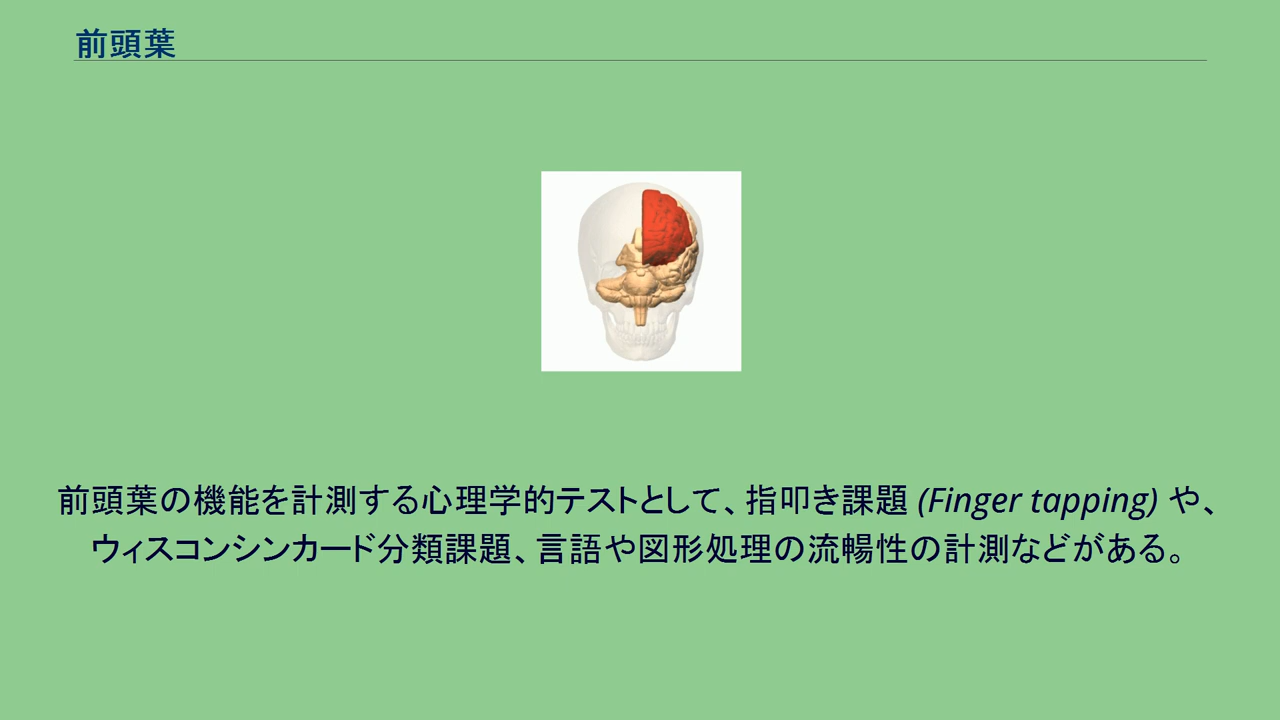 前頭葉
前頭葉の機能を計測する心理学的テストとして、指叩き課題 (Finger tapping) や、
ウィスコンシンカード分類課題、言語や図形処理の流暢性の計測などがある。